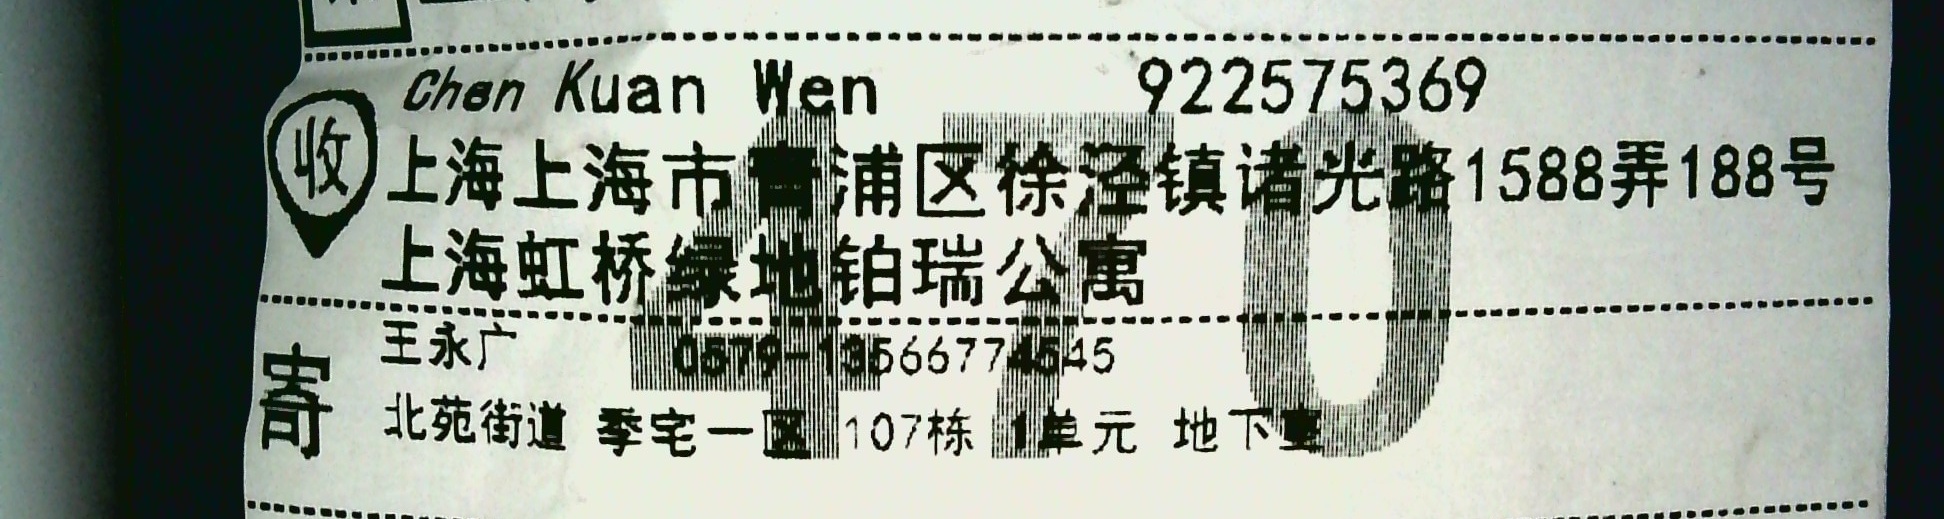 Chen Kuan Wen 922575369
收
上海上海市青浦区徐泾镇诸光路1588弄188号
上海虹桥绿地铂瑞公寓
470
王永广
0579-13566774545
寄
北苑街道 季宅一区 107栋 1单元 地下室